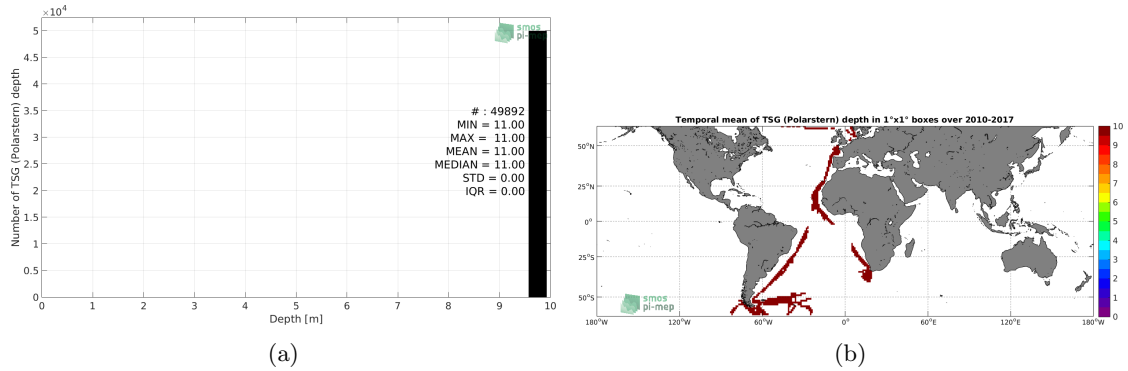 ×10⁴
smos
pi-mep
Number of TSG (Polarstern) depth
5
4.5
4
3.5
3
2.5
2
1.5
1
0.5
0
# : 49892
MIN = 11.00
MAX = 11.00
MEAN = 11.00
MEDIAN = 11.00
STD = 0.00
IQR = 0.00
0 1 2 3 4 5 6 7 8 9 10
Depth [m]
(a)
Temporal mean of TSG (Polarstern) depth in 1°x1° boxes over 2010-2017
50°N
25°N
0°
25°S
50°S
smos
pi-mep
180°W 120°W 60°W 0° 60°E 120°E 180°W
10
9
8
7
6
5
4
3
2
1
0
(b)